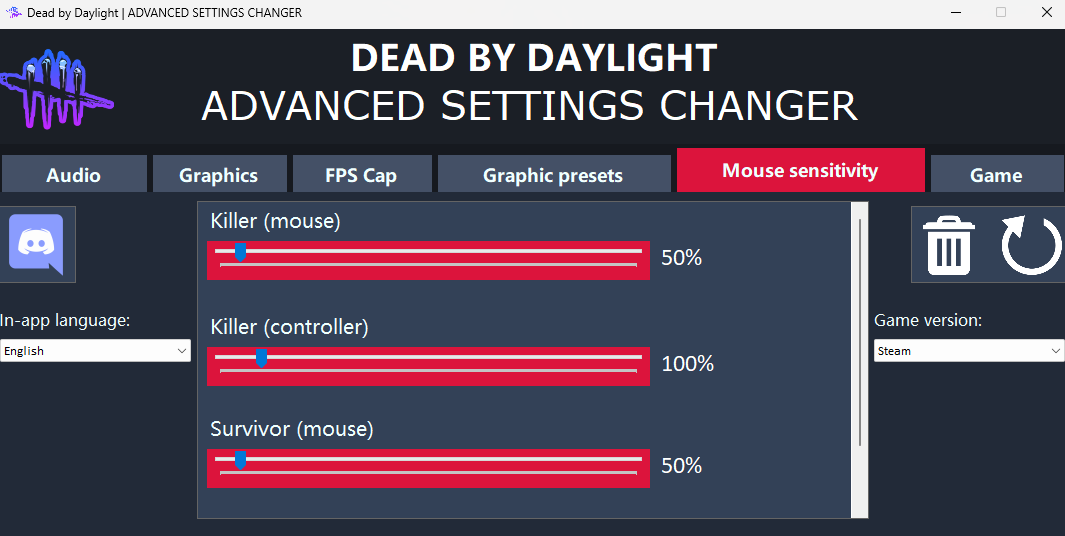 Dead by Daylight | ADVANCED SETTINGS CHANGER
DEAD BY DAYLIGHT
ADVANCED SETTINGS CHANGER
Audio
Graphics
FPS Cap
Graphic presets
Mouse sensitivity
Game
Killer (mouse)
50%
In-app language:
English
Killer (controller)
100%
Survivor (mouse)
50%
Game version:
Steam